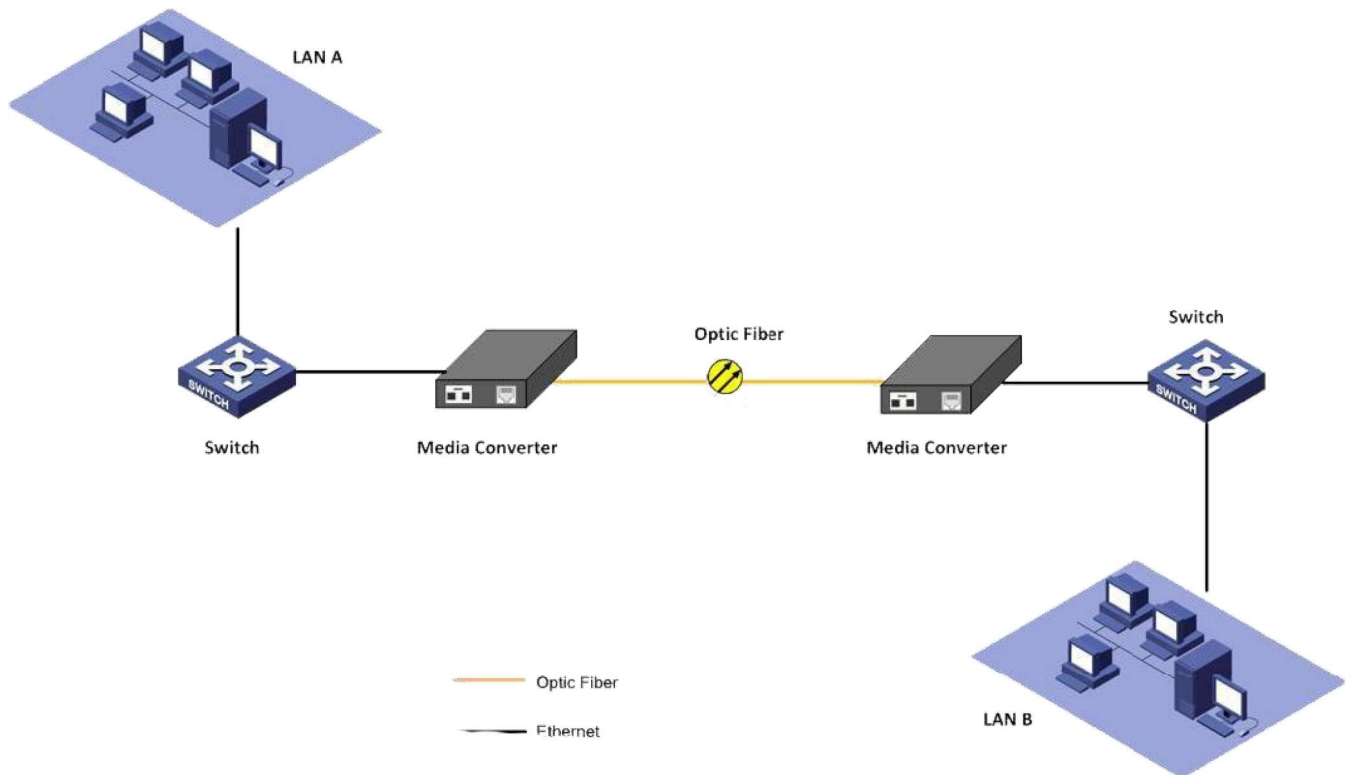 LAN A
Optic Fiber
Switch
SWITCH
SWITCH
Switch
Media Converter
Media Converter
Optic Fiber
LAN B
Ethernet